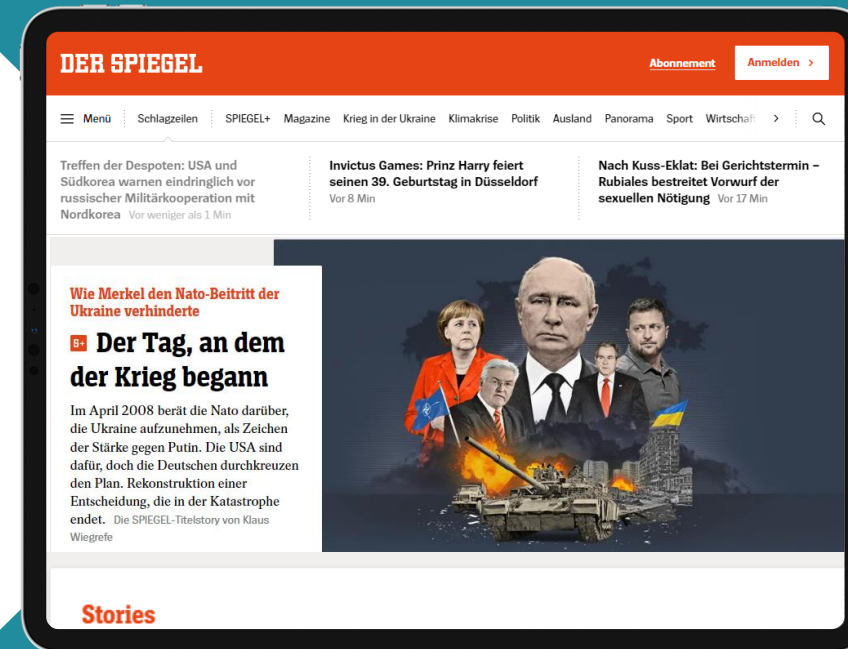 DER SPIEGEL
Abonnement
Anmelden >
Menü
Schlagzeilen
SPIEGEL+
Magazine
Krieg in der Ukraine
Klimakrise
Politik
Ausland
Panorama
Sport
Wirtschaf
Treffen der Despoten: USA und
Südkorea warnen eindringlich vor
russischer Militärkooperation mit
Nordkorea Vor weniger als 1 Min
Invictus Games: Prinz Harry feiert
seinen 39. Geburtstag in Düsseldorf
Vor 8 Min
Nach Kuss-Eklat: Bei Gerichtstermin –
Rubiales bestreitet Vorwurf der
sexuellen Nötigung Vor 17 Min
Wie Merkel den Nato-Beitritt der
Ukraine verhinderte
S+ Der Tag, an dem
der Krieg begann
Im April 2008 berät die Nato darüber,
die Ukraine aufzunehmen, als Zeichen
der Stärke gegen Putin. Die USA sind
dafür, doch die Deutschen durchkreuzen
den Plan. Rekonstruktion einer
Entscheidung, die in der Katastrophe
endet. Die SPIEGEL-Titelstory von Klaus
Wiegrefe
Stories